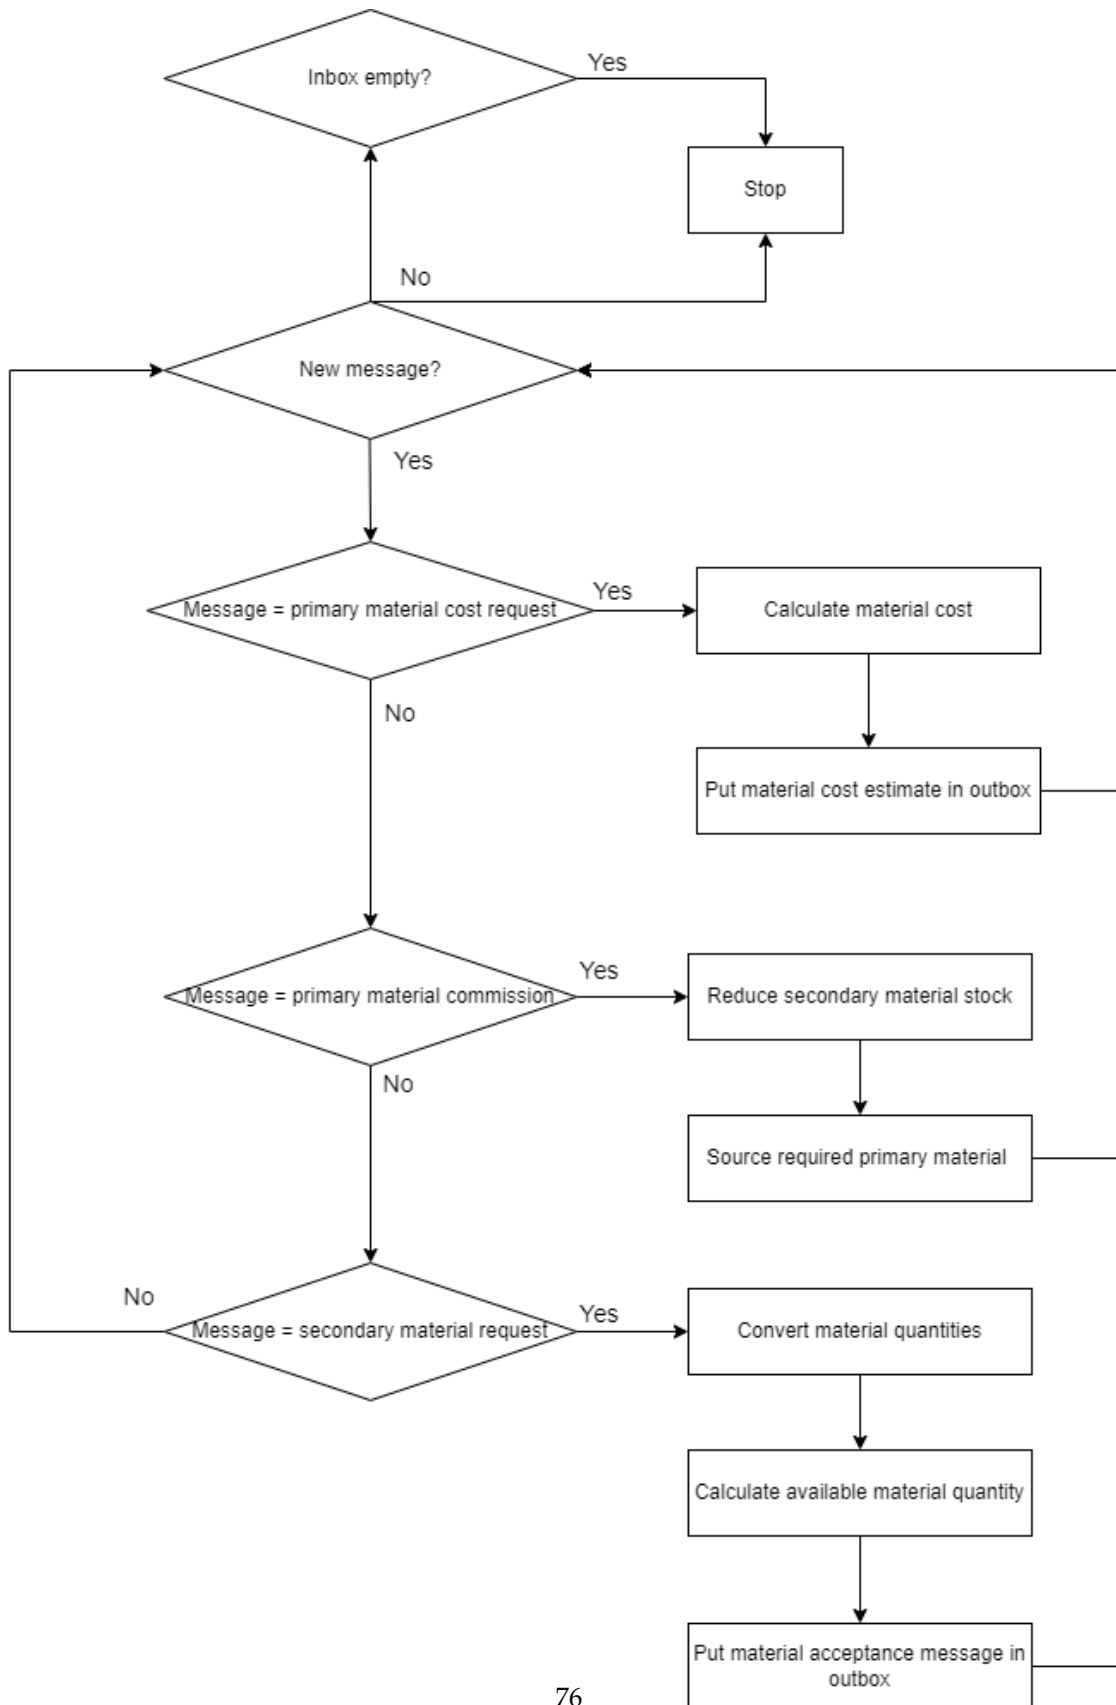 Inbox empty?
Yes
Stop
No
New message?
Yes
Message = primary material cost request
Yes
Calculate material cost
No
Put material cost estimate in outbox
Message = primary material commission
Yes
Reduce secondary material stock
No
Source required primary material
No
Message = secondary material request
Yes
Convert material quantities
Calculate available material quantity
Put material acceptance message in
outbox
76